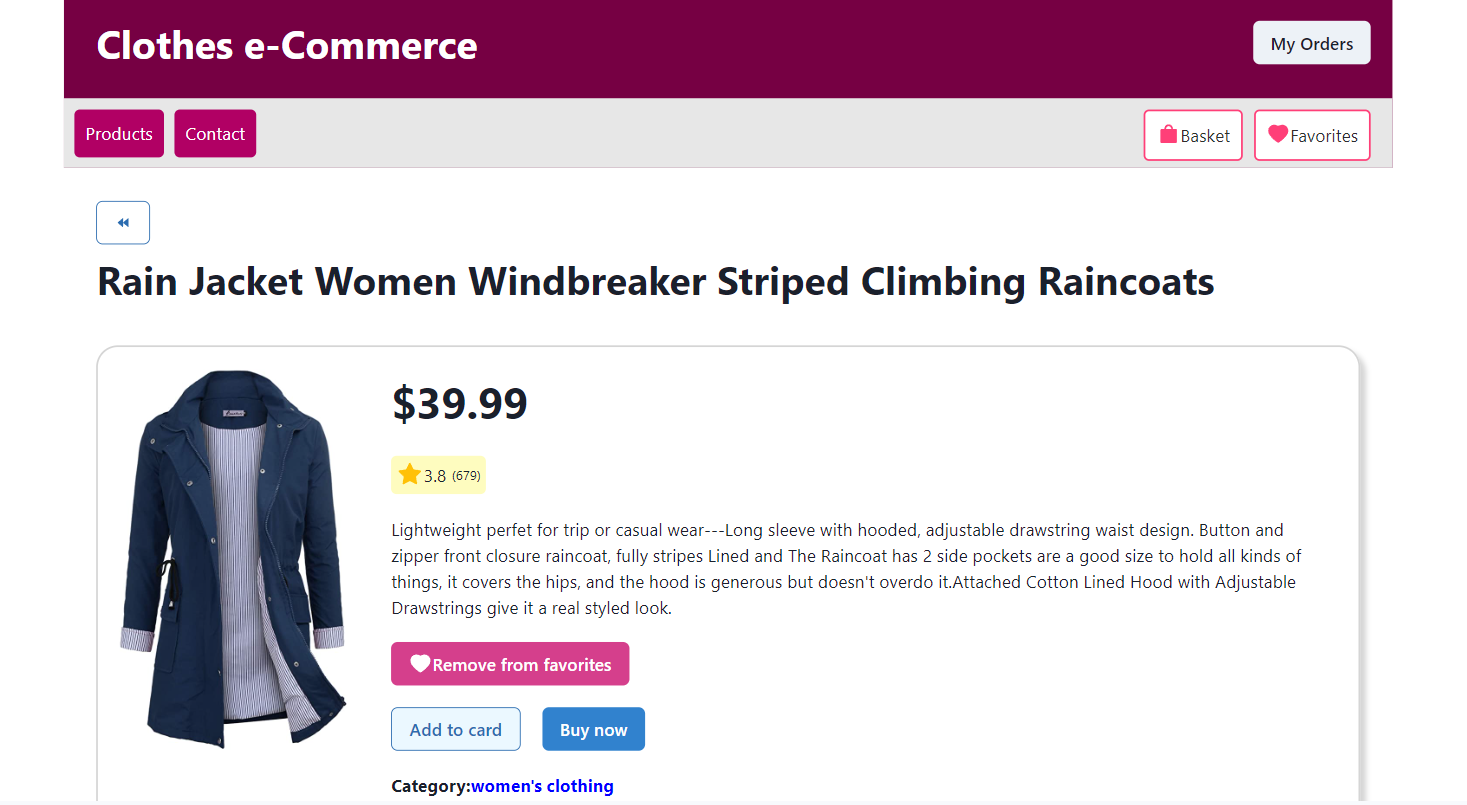 Clothes e-Commerce
My Orders
Products
Contact
Basket
Favorites
Rain Jacket Women Windbreaker Striped Climbing Raincoats
$39.99
3.8 (679)
Lightweight perfet for trip or casual wear---Long sleeve with hooded, adjustable drawstring waist design. Button and
zipper front closure raincoat, fully stripes Lined and The Raincoat has 2 side pockets are a good size to hold all kinds of
things, it covers the hips, and the hood is generous but doesn't overdo it.Attached Cotton Lined Hood with Adjustable
Drawstrings give it a real styled look.
Remove from favorites
Add to card
Buy now
Category:women's clothing